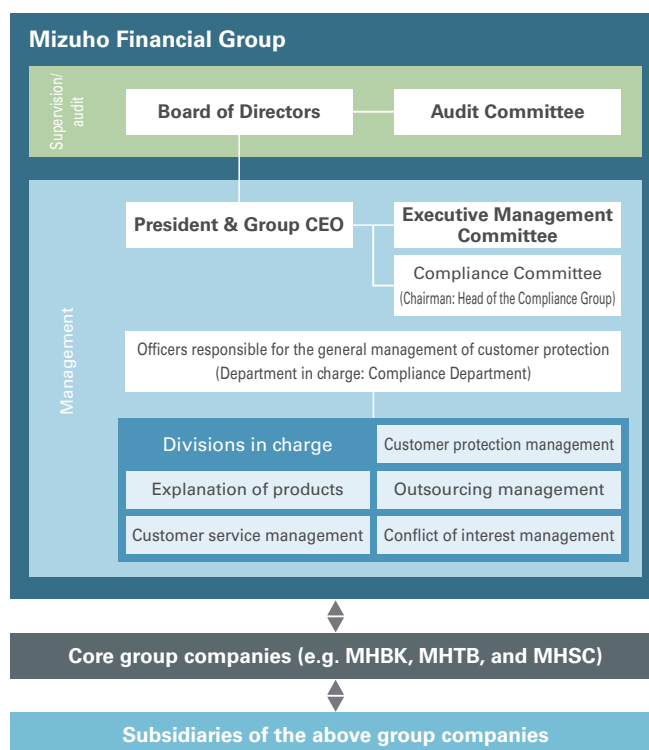 Mizuho Financial Group
Supervision/
audit
Board of Directors
Audit Committee
Management
President & Group CEO
Executive Management
Committee
Compliance Committee
(Chairman: Head of the Compliance Group)
Officers responsible for the general management of customer protection
(Department in charge: Compliance Department)
Divisions in charge
Customer protection management
Explanation of products
Outsourcing management
Customer service management
Conflict of interest management
Core group companies (e.g. MHBK, MHTB, and MHSC)
Subsidiaries of the above group companies